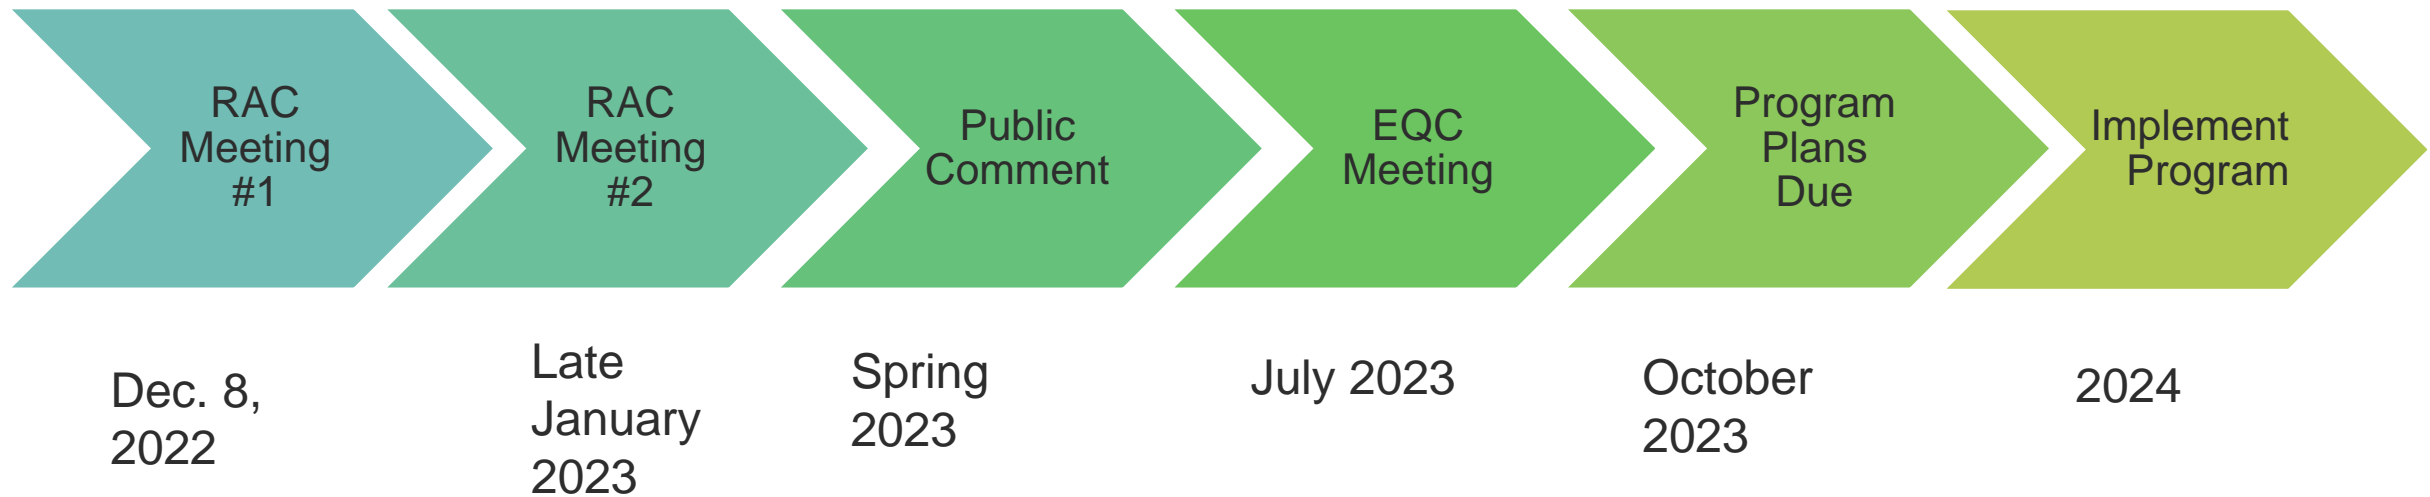 RAC
Meeting
#1
RAC
Meeting
#2
Public
Comment
EQC
Meeting
Program
Plans
Due
Implement
Program
Dec. 8,
2022
Late
January
2023
Spring
2023
July 2023
October
2023
2024